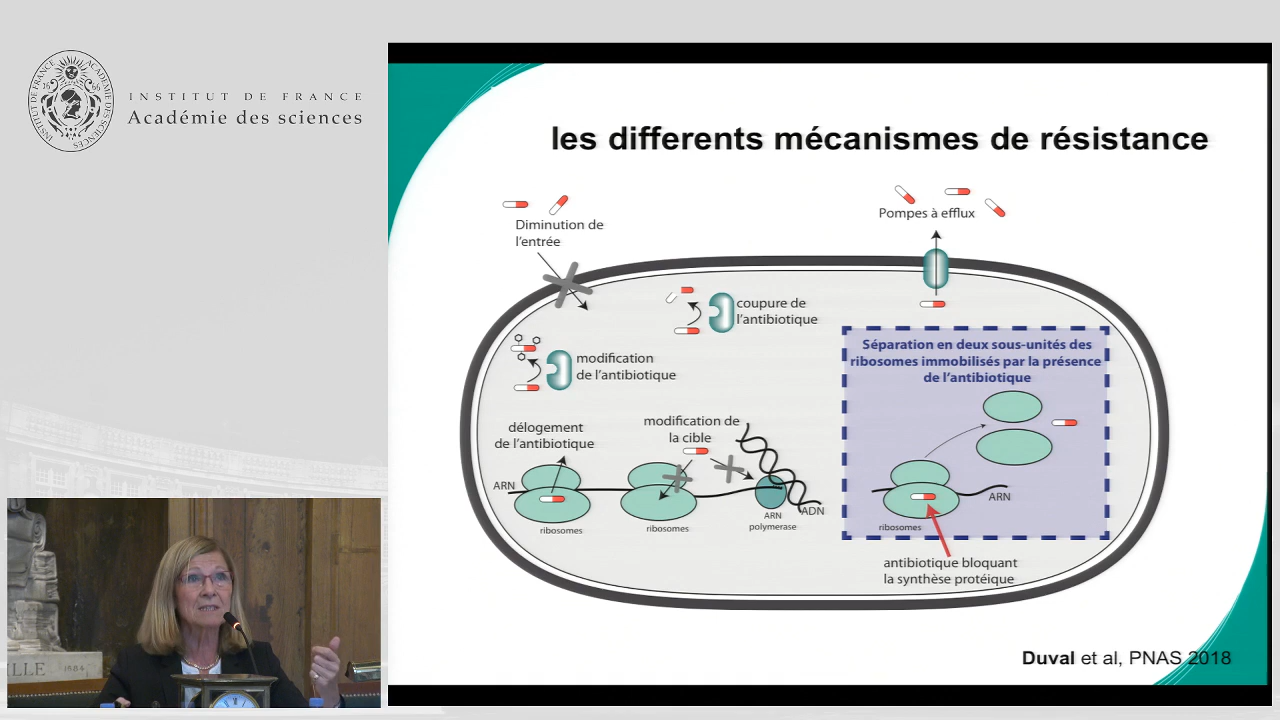 INSTITUT DE FRANCE
Académie des sciences
les differents mécanismes de résistance
Diminution de
l'entrée
Pompes à efflux
coupure de
l'antibiotique
modification
de l'antibiotique
Séparation en deux sous-unités des
ribosomes immobilisés par la présence
de l'antibiotique
délogement
de l'antibiotique
modification de
la cible
ARN
ribosomes
ribosomes
ARN
polymerase
ADN
ARN
ribosomes
antibiotique bloquant
la synthèse protéique
Duval et al, PNAS 2018
LLE 1884